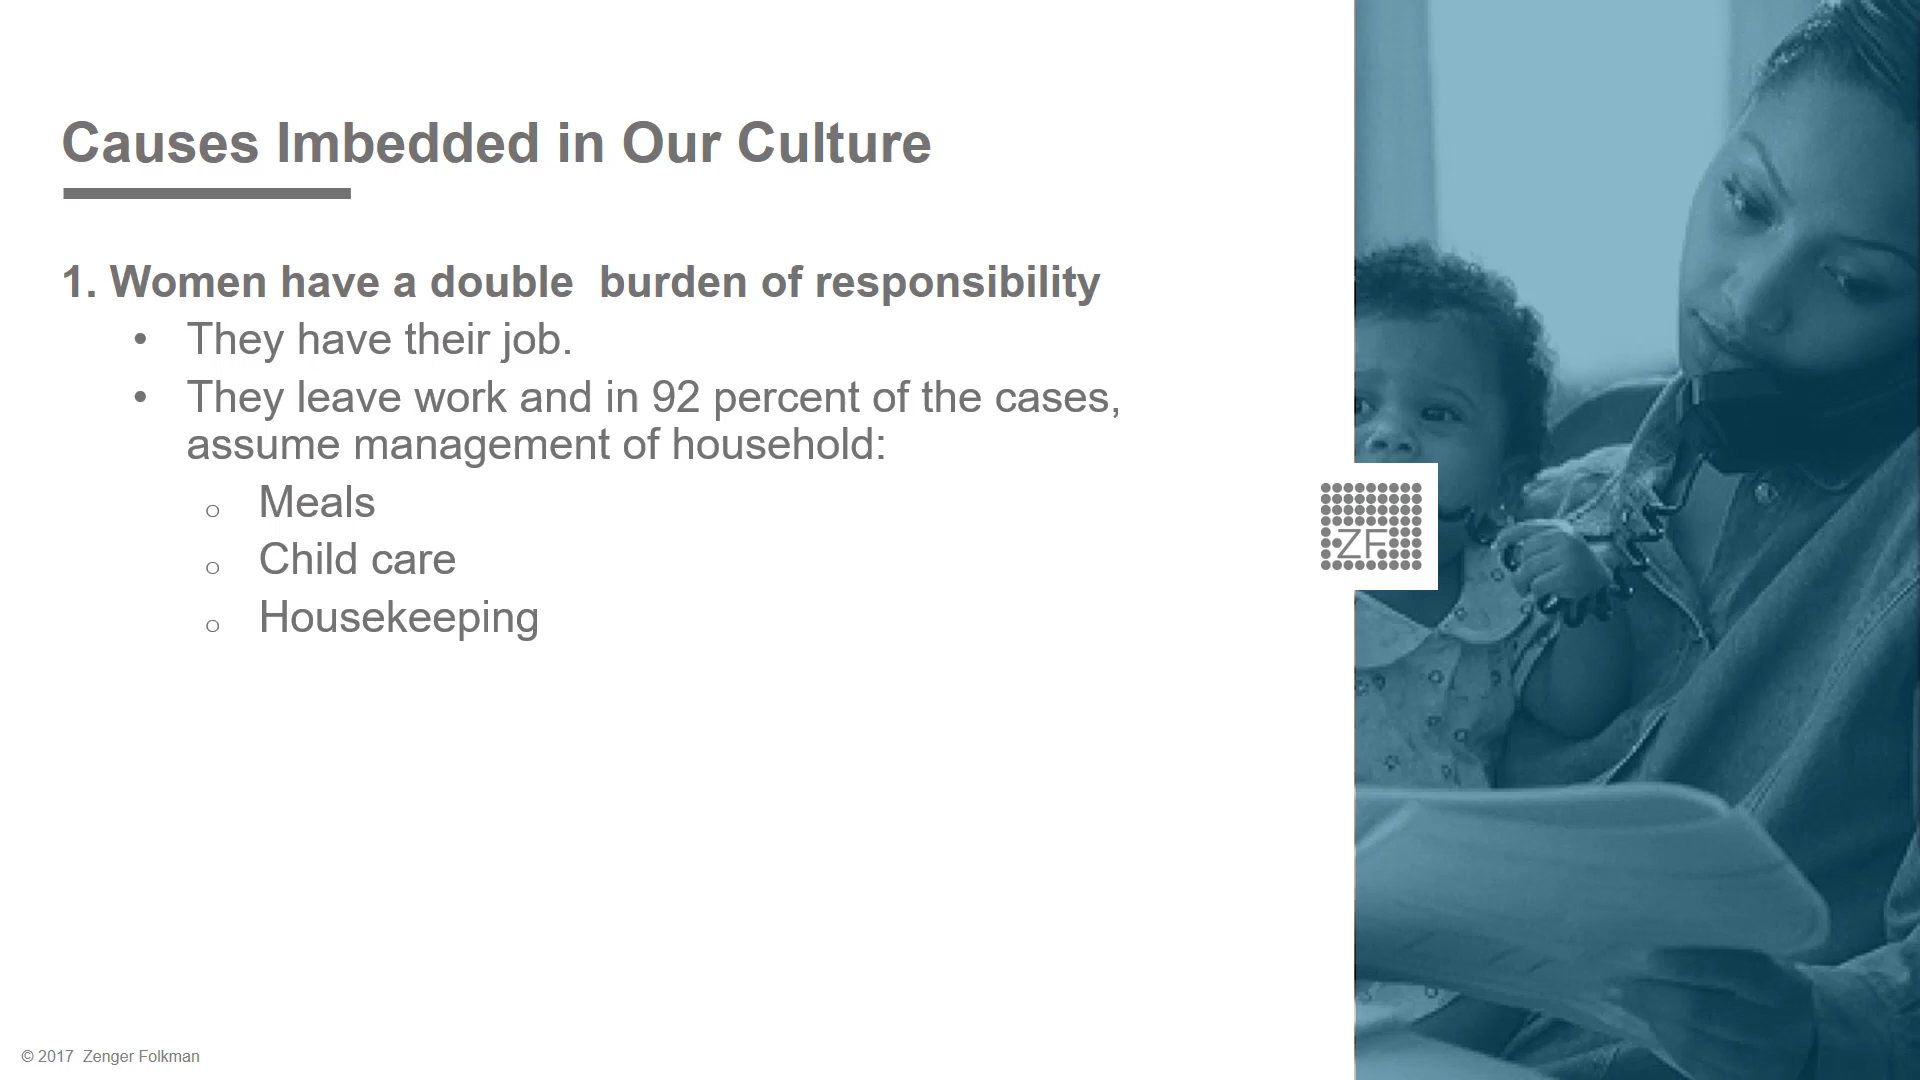 Causes Imbedded in Our Culture
1. Women have a double  burden of responsibility
• They have their job.
• They leave work and in 92 percent of the cases,
assume management of household:
o Meals
o Child care
o Housekeeping
ZF
© 2017  Zenger Folkman